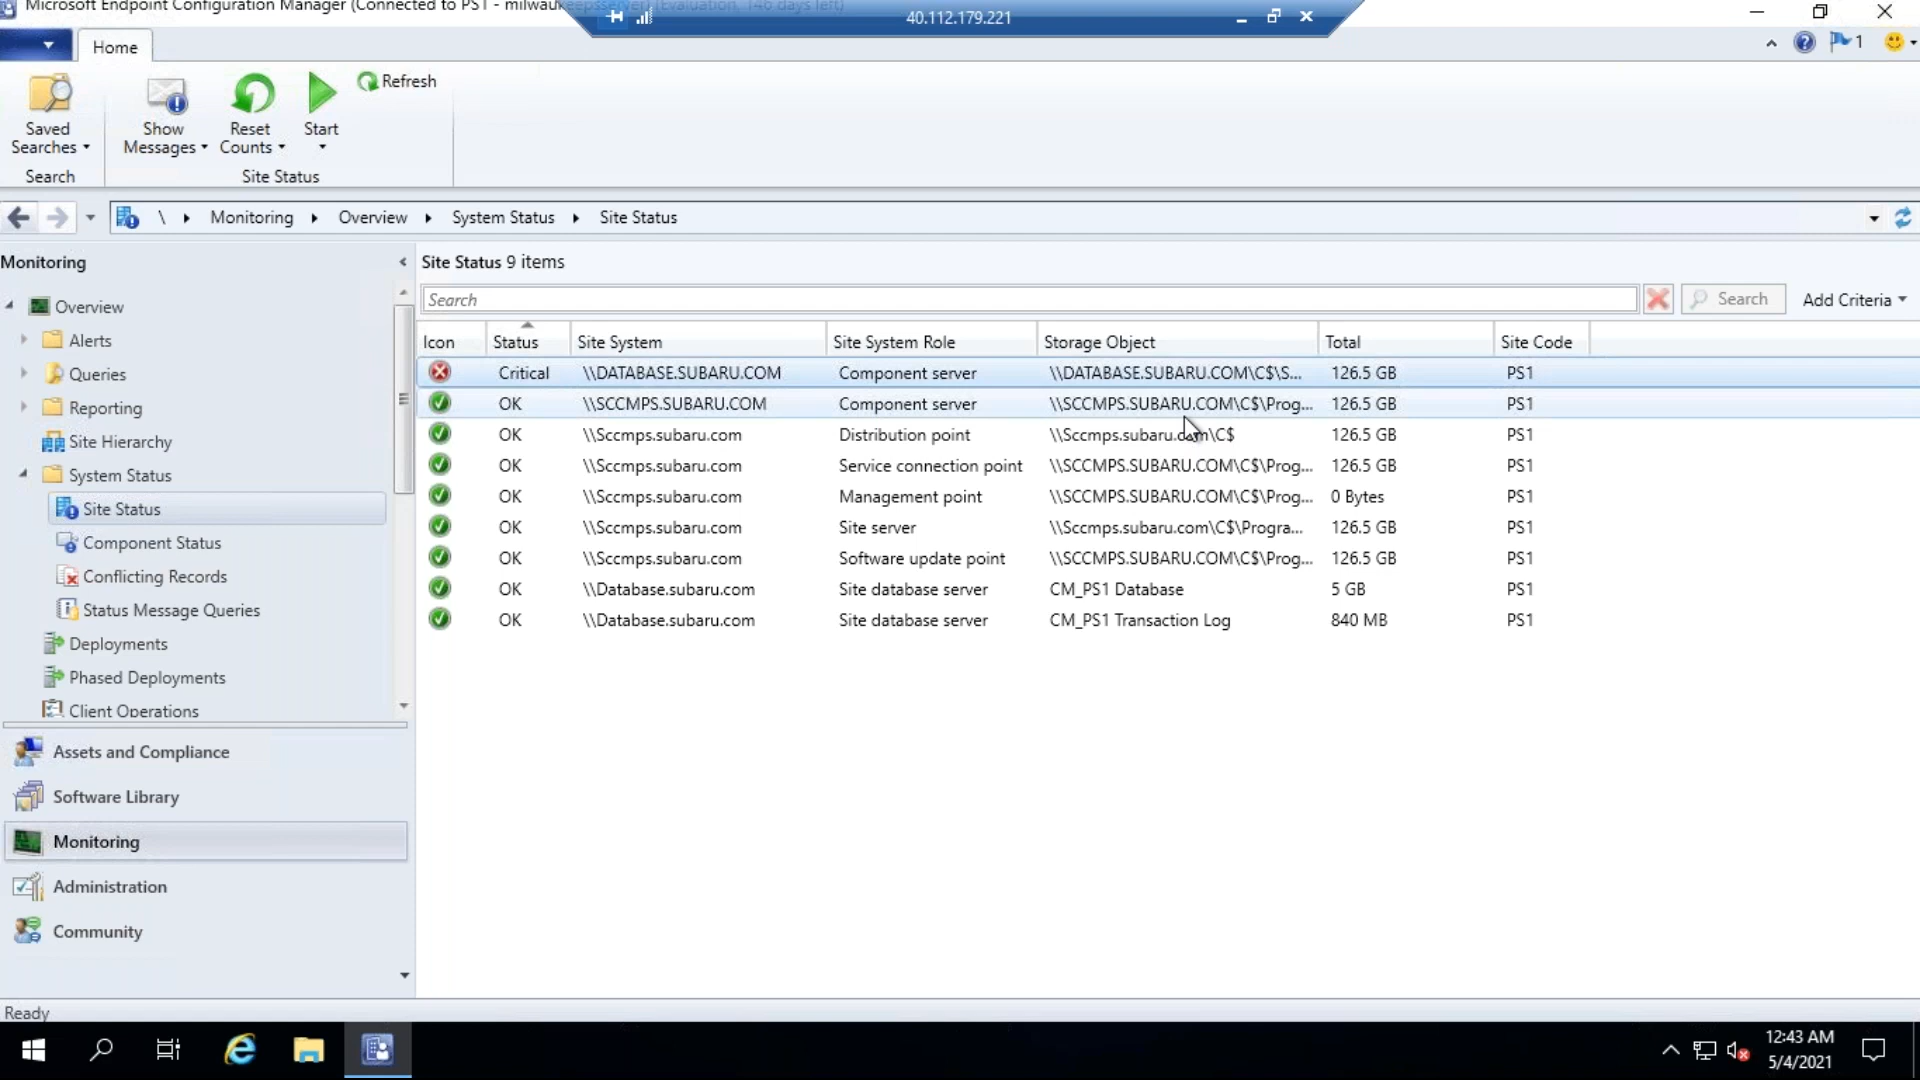 Microsoft Endpoint Configuration Manager (Connected to PS1 - milwaukeepsserver) (Evaluation, 146 days left)
40.112.179.221
Home
1
Saved Searches
Show Messages
Reset Counts
Start
Refresh
Search
Site Status
\ Monitoring Overview System Status Site Status
Monitoring
Overview
Alerts
Queries
Reporting
Site Hierarchy
System Status
Site Status
Component Status
Conflicting Records
Status Message Queries
Deployments
Phased Deployments
Client Operations
Assets and Compliance
Software Library
Monitoring
Administration
Community
Site Status 9 items
Search
Search
Add Criteria
Icon Status Site System Site System Role Storage Object Total Site Code
Critical \\DATABASE.SUBARU.COM Component server \\DATABASE.SUBARU.COM\C$\S... 126.5 GB PS1
OK \\SCCMPS.SUBARU.COM Component server \\SCCMPS.SUBARU.COM\C$\Prog... 126.5 GB PS1
OK \\Sccmps.subaru.com Distribution point \\Sccmps.subaru.com\C$ 126.5 GB PS1
OK \\Sccmps.subaru.com Service connection point \\SCCMPS.SUBARU.COM\C$\Prog... 126.5 GB PS1
OK \\Sccmps.subaru.com Management point \\SCCMPS.SUBARU.COM\C$\Prog... 0 Bytes PS1
OK \\Sccmps.subaru.com Site server \\Sccmps.subaru.com\C$\Progra... 126.5 GB PS1
OK \\Sccmps.subaru.com Software update point \\SCCMPS.SUBARU.COM\C$\Prog... 126.5 GB PS1
OK \\Database.subaru.com Site database server CM_PS1 Database 5 GB PS1
OK \\Database.subaru.com Site database server CM_PS1 Transaction Log 840 MB PS1
Ready
12:43 AM
5/4/2021